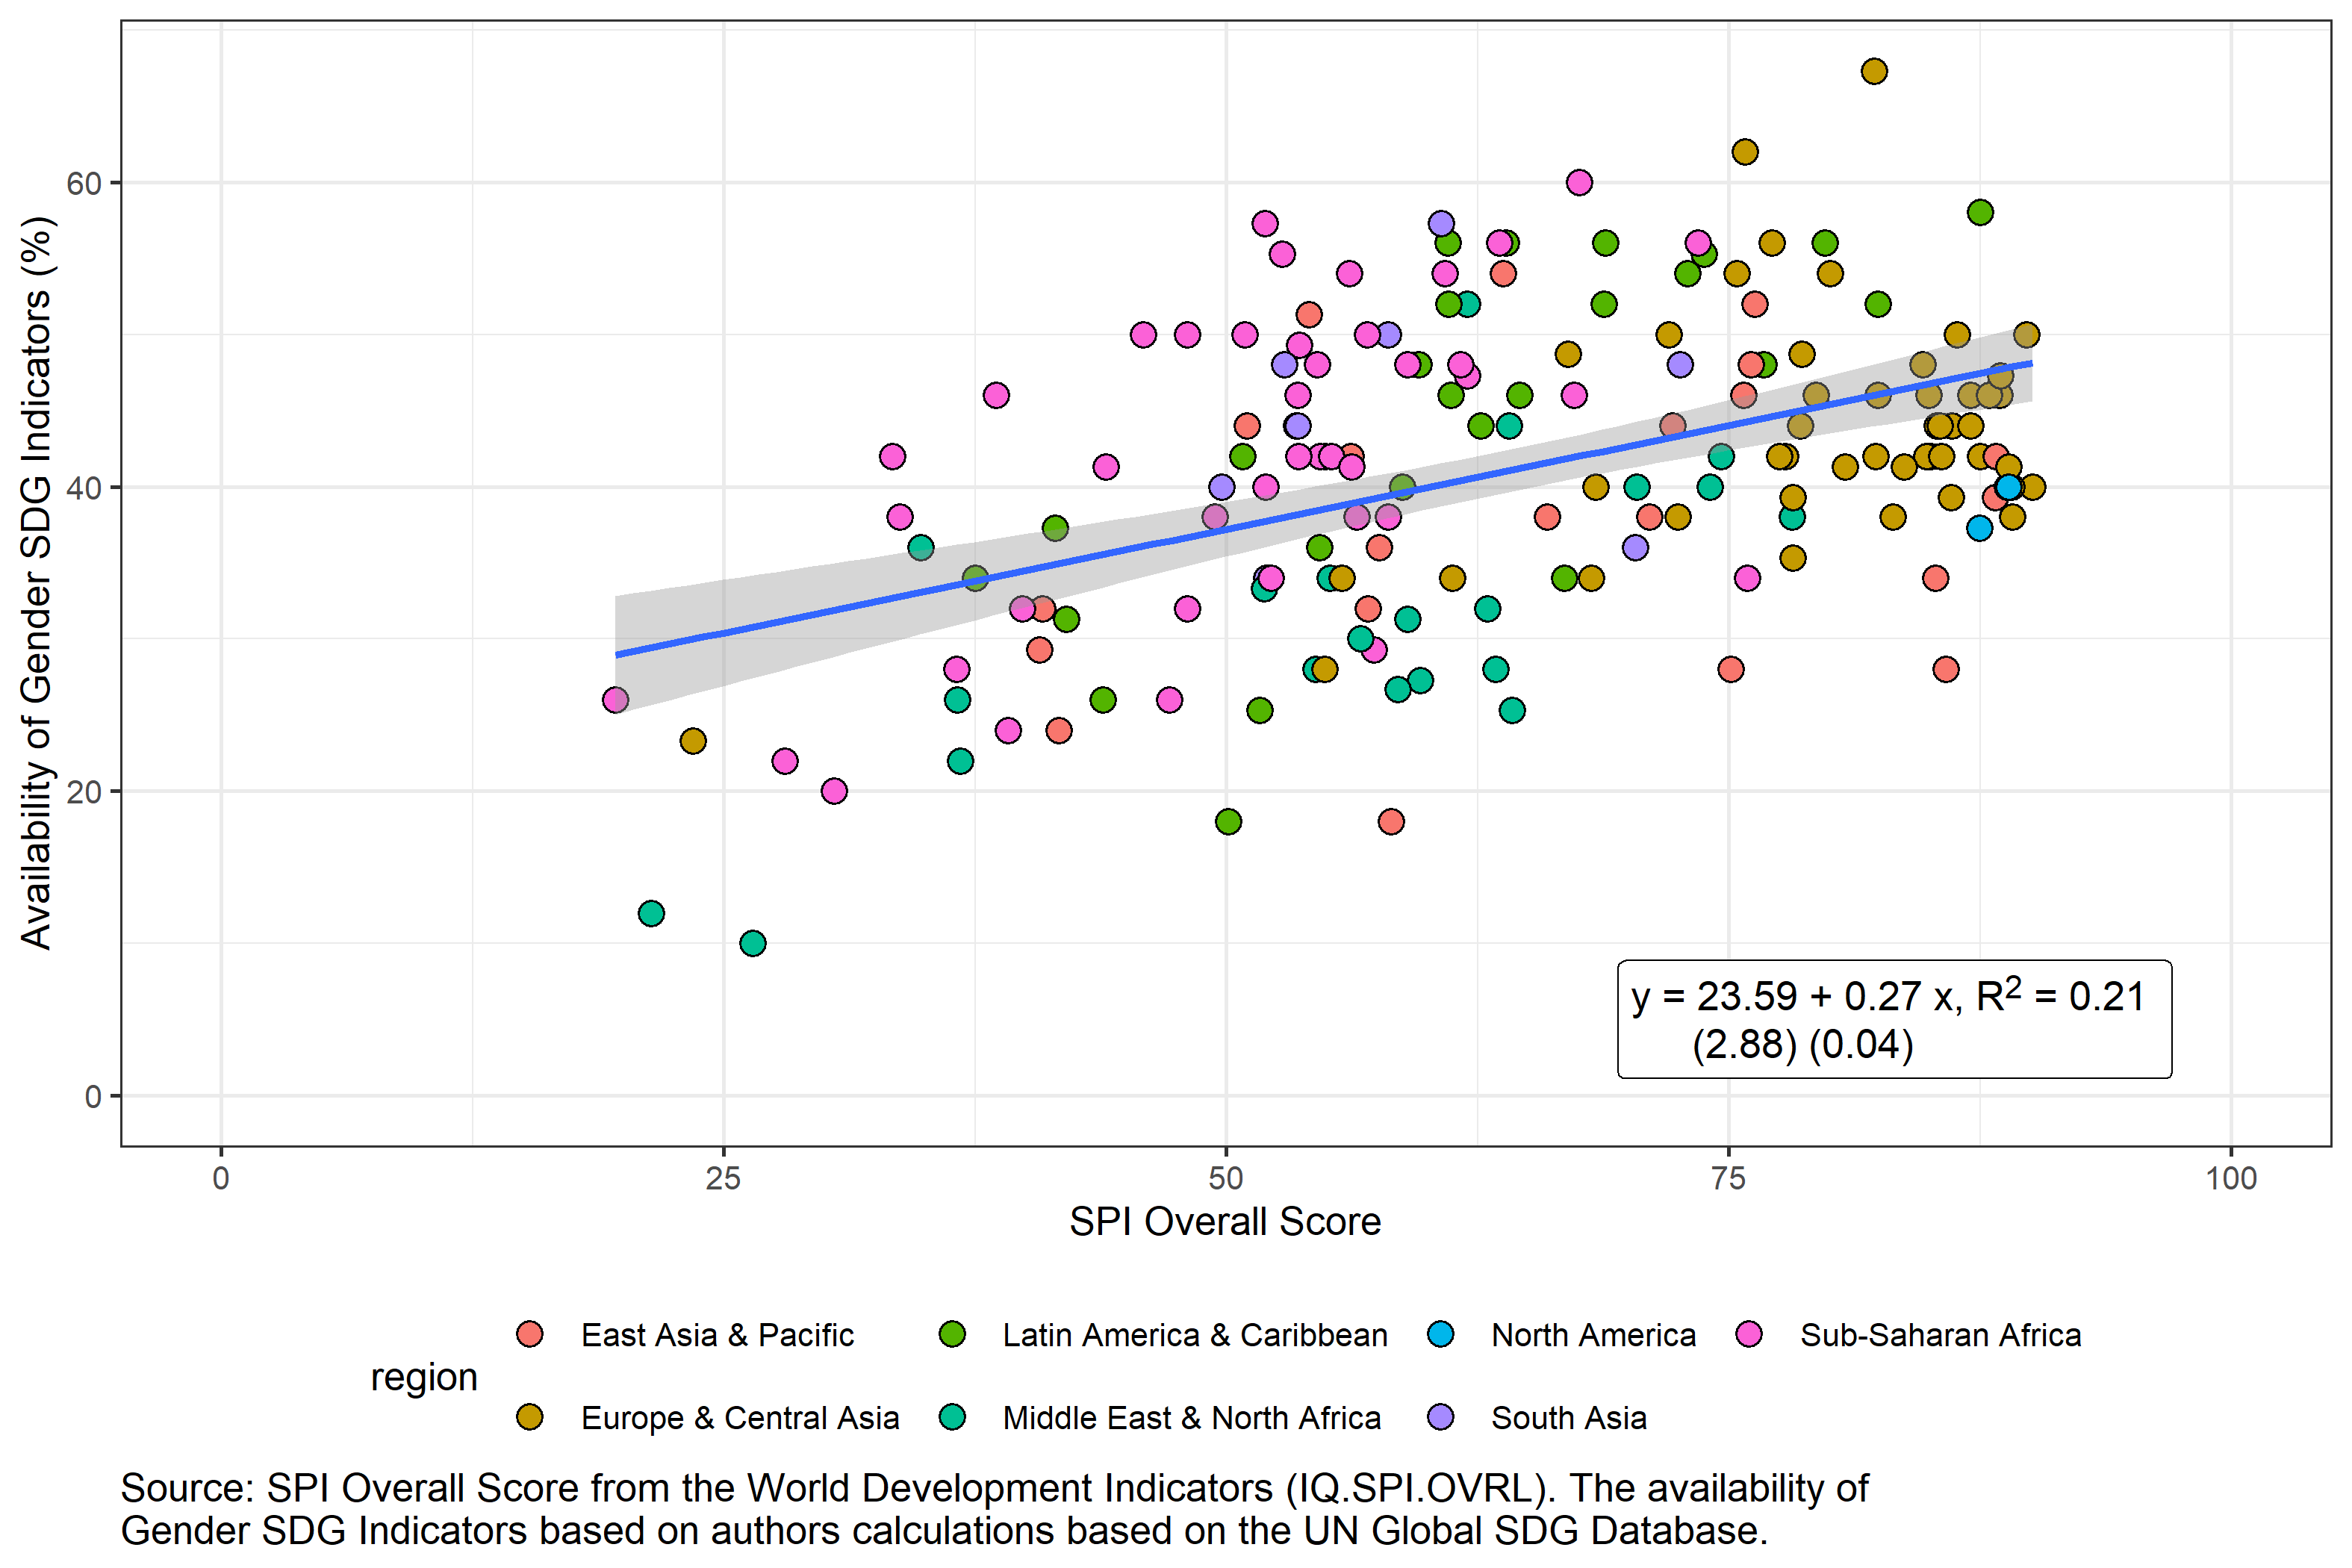 Availability of Gender SDG Indicators (%)
60
40
20
0
y = 23.59 + 0.27 x, R² = 0.21
(2.88) (0.04)
0 25 50 75 100
SPI Overall Score
region
East Asia & Pacific Latin America & Caribbean North America Sub-Saharan Africa
Europe & Central Asia Middle East & North Africa South Asia
Source: SPI Overall Score from the World Development Indicators (IQ.SPI.OVRL). The availability of
Gender SDG Indicators based on authors calculations based on the UN Global SDG Database.